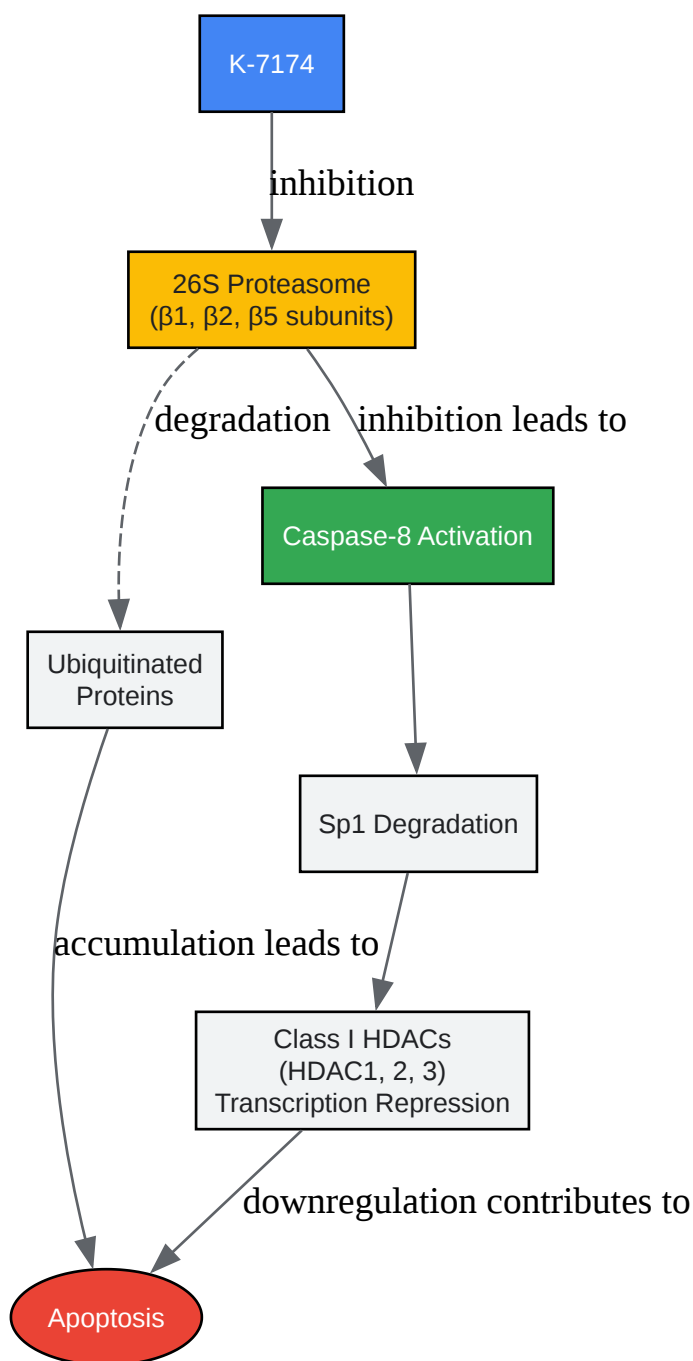 K-7174
inhibition
26S Proteasome
(β1, β2, β5 subunits)
degradation
inhibition leads to
Caspase-8 Activation
Ubiquitinated
Proteins
Sp1 Degradation
accumulation leads to
Class I HDACs
(HDAC1, 2, 3)
Transcription Repression
downregulation contributes to
Apoptosis